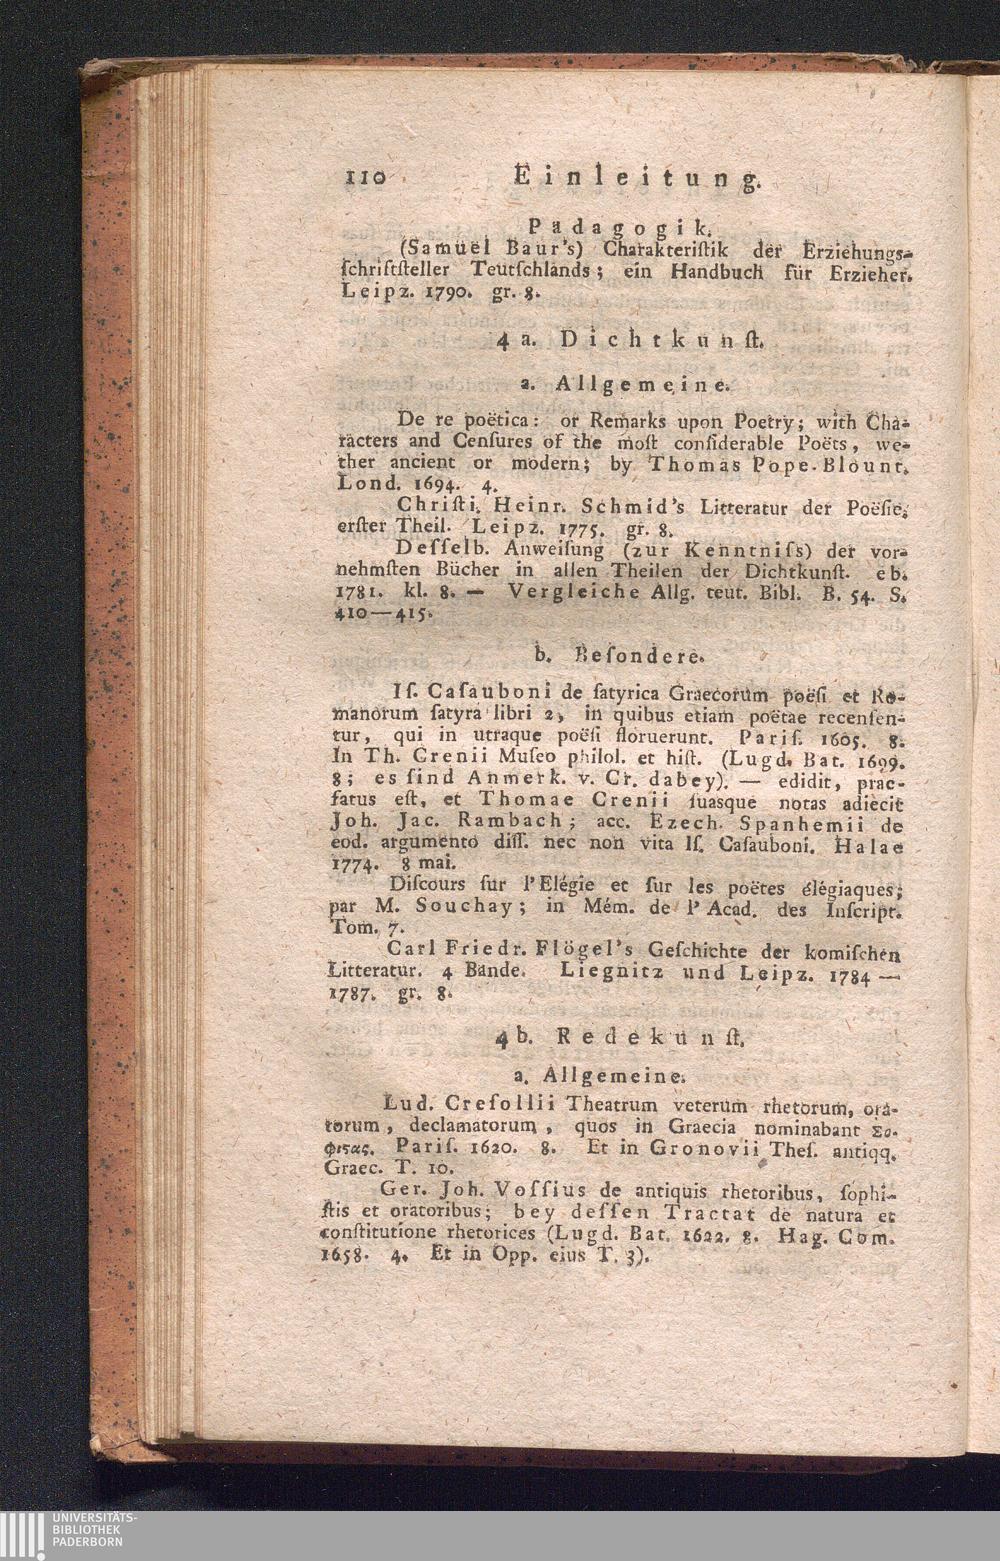 110 Einleitung.
Pädagogik.
(Samuel Baur's) Charakteriſtik der Erziehungs-
ſchriftſteller Teutſchlands; ein Handbuch für Erzieher.
Leipz. 1790. gr. 8.
4 a. Dichtkunſt.
a. Allgemeine.
De re poëtica: or Remarks upon Poetry; with Cha-
racters and Cenſures of the moſt conſiderable Poëts, we-
ther ancient or modern; by Thomas Pope-Blount.
Lond. 1694. 4.
Chriſti. Heinr. Schmid's Litteratur der Poëſie;
erſter Theil. Leipz. 1775. gr. 8.
Deſſelb. Anweiſung (zur Kenntniſs) der vor-
nehmſten Bücher in allen Theilen der Dichtkunſt. eb.
1781. kl. 8. — Vergleiche Allg. teut. Bibl. B. 54. S.
410—415.
b. Beſondere.
Iſ. Caſauboni de ſatyrica Graecorum poëſi et Ro-
manorum ſatyra libri 2, in quibus etiam poëtae recenſen-
tur, qui in utraque poëſi floruerunt. Pariſ. 1605. 8.
In Th. Crenii Muſeo philol. et hiſt. (Lugd. Bat. 1699.
8; es ſind Anmerk. v. Cr. dabey). — edidit, prae-
fatus eſt, et Thomae Crenii ſuasque notas adiecit
Joh. Jac. Rambach; acc. Ezech. Spanhemii de
eod. argumento diſſ. nec non vita Iſ. Caſauboni. Halae
1774. 8 mai.
Diſcours ſur l'Elégie et ſur les poëtes élégiaques;
par M. Souchay; in Mém. de l'Acad. des Inſcript.
Tom. 7.
Carl Friedr. Flögel's Geſchichte der komiſchen
Litteratur. 4 Bände. Liegnitz und Leipz. 1784 —
1787. gr. 8.
4 b. Redekunſt.
a. Allgemeine.
Lud. Creſollii Theatrum veterum rhetorum, ora-
torum, declamatorum, quos in Graecia nominabant Σο-
φιϛας. Pariſ. 1620. 8. Et in Gronovii Theſ. antiqq.
Graec. T. 10.
Ger. Joh. Voſſius de antiquis rhetoribus, ſophi-
ſtis et oratoribus; bey deſſen Tractat de natura et
conſtitutione rhetorices (Lugd. Bat. 1622. 8. Hag. Com.
1658. 4. Et in Opp. eius T. 3).
UNIVERSITÄTS-
BIBLIOTHEK
PADERBORN